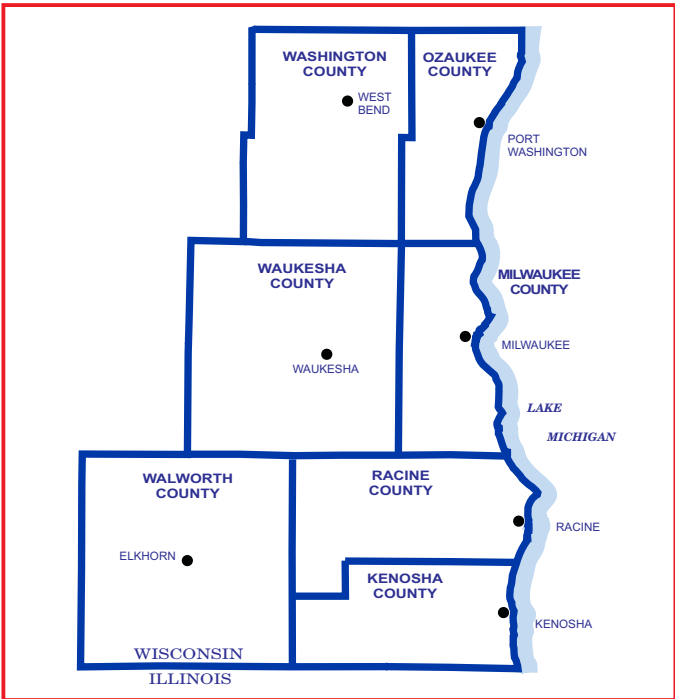 WASHINGTON
COUNTY
OZAUKEE
COUNTY
WEST
BEND
PORT
WASHINGTON
WAUKESHA
COUNTY
MILWAUKEE
COUNTY
MILWAUKEE
WAUKESHA
LAKE
MICHIGAN
WALWORTH
COUNTY
RACINE
COUNTY
RACINE
ELKHORN
KENOSHA
COUNTY
KENOSHA
WISCONSIN
ILLINOIS